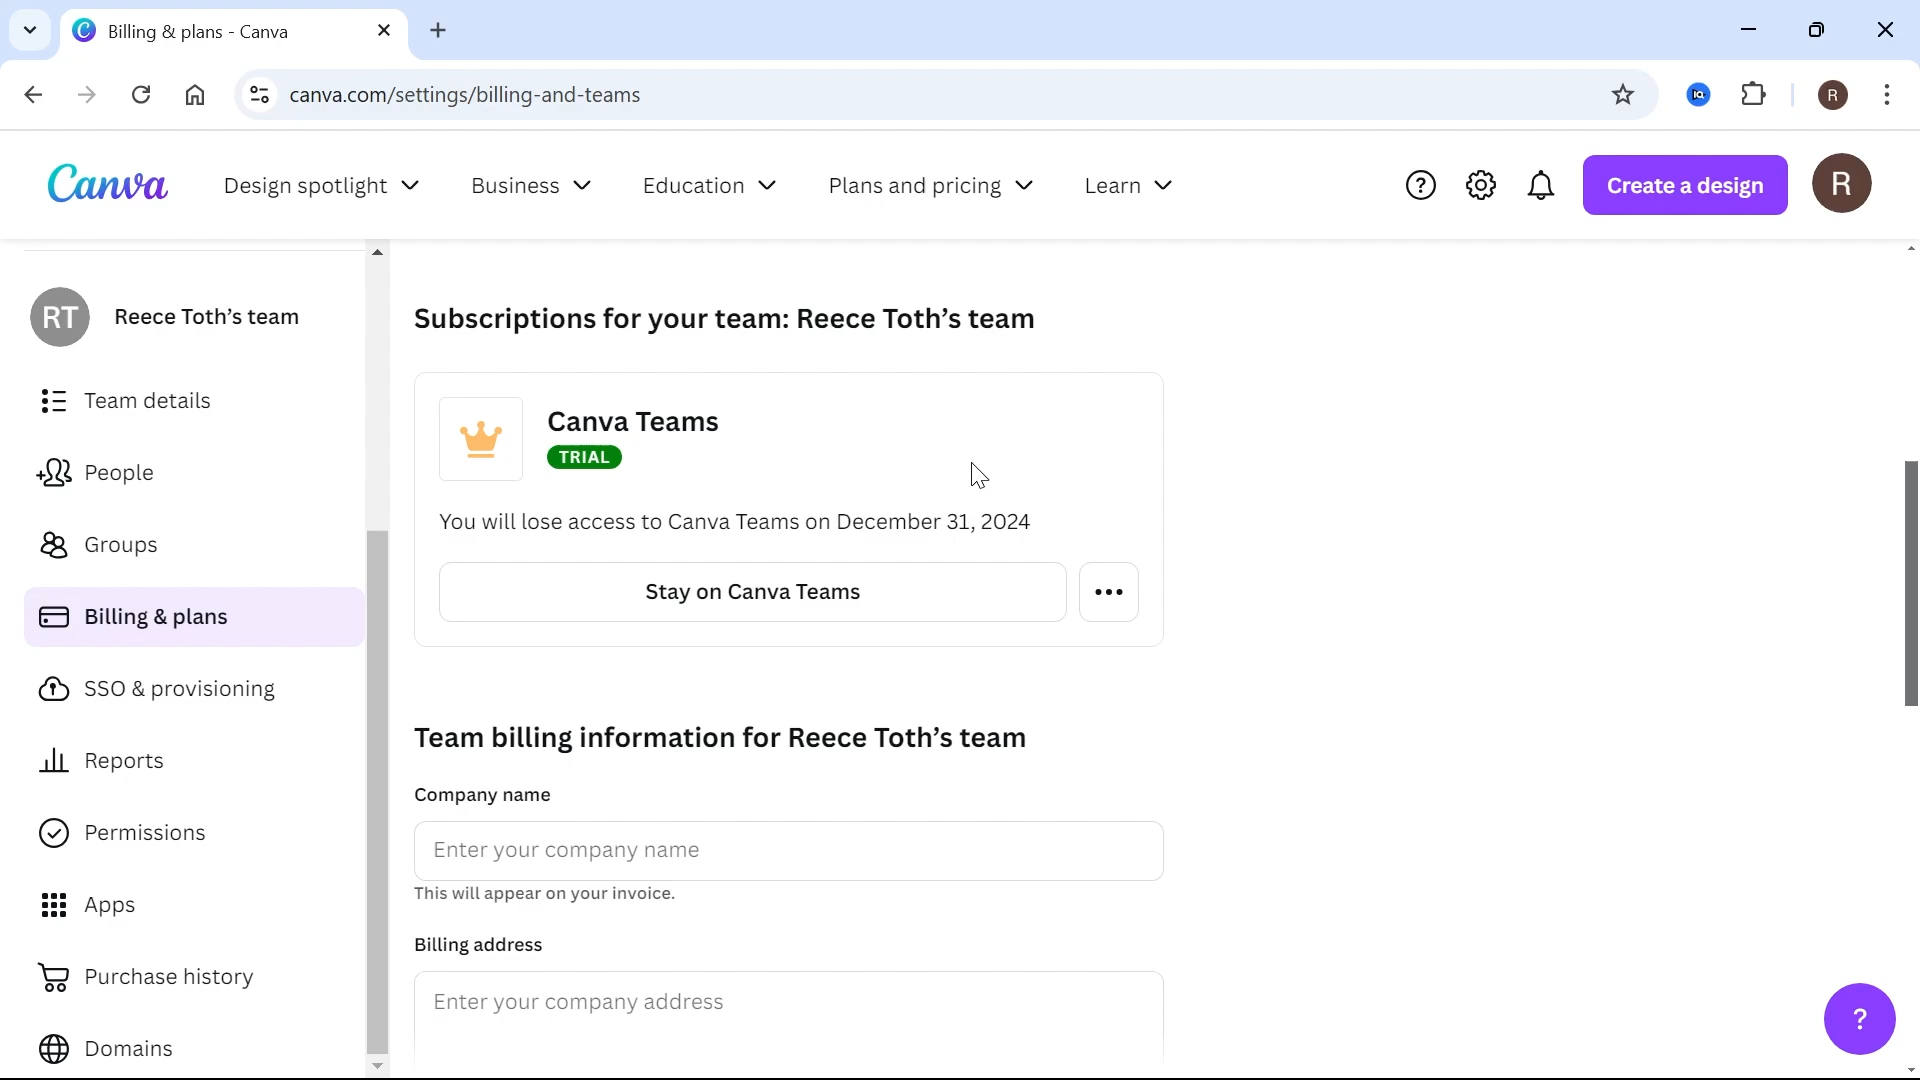 Billing & plans - Canva
canva.com/settings/billing-and-teams
R
Canva
Design spotlight
Business
Education
Plans and pricing
Learn
Create a design
R
RT
Reece Toth’s team
Team details
People
Groups
Billing & plans
SSO & provisioning
Reports
Permissions
Apps
Purchase history
Domains
Subscriptions for your team: Reece Toth’s team
Canva Teams
TRIAL
You will lose access to Canva Teams on December 31, 2024
Stay on Canva Teams
Team billing information for Reece Toth’s team
Company name
Enter your company name
This will appear on your invoice.
Billing address
Enter your company address
?